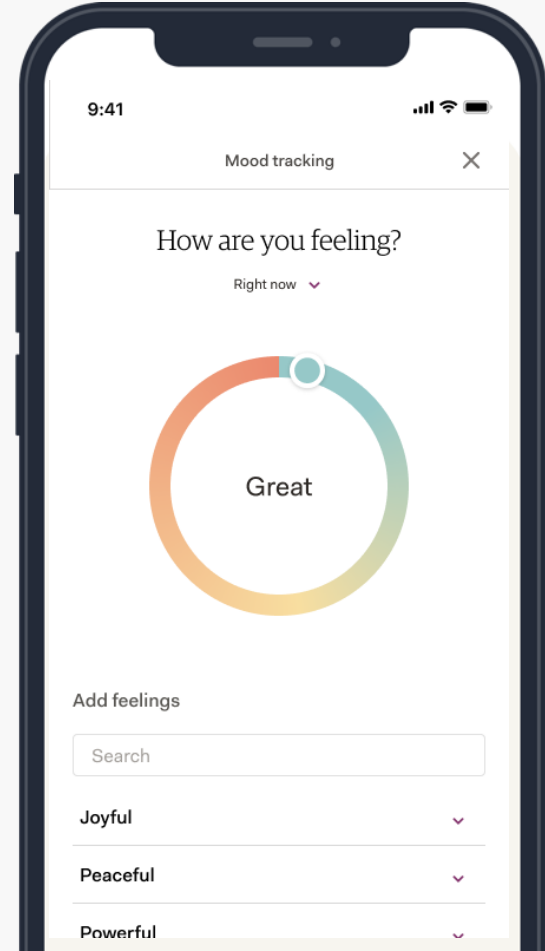 9:41
Mood tracking
How are you feeling?
Right now
Great
Add feelings
Search
Joyful
Peaceful
Powerful